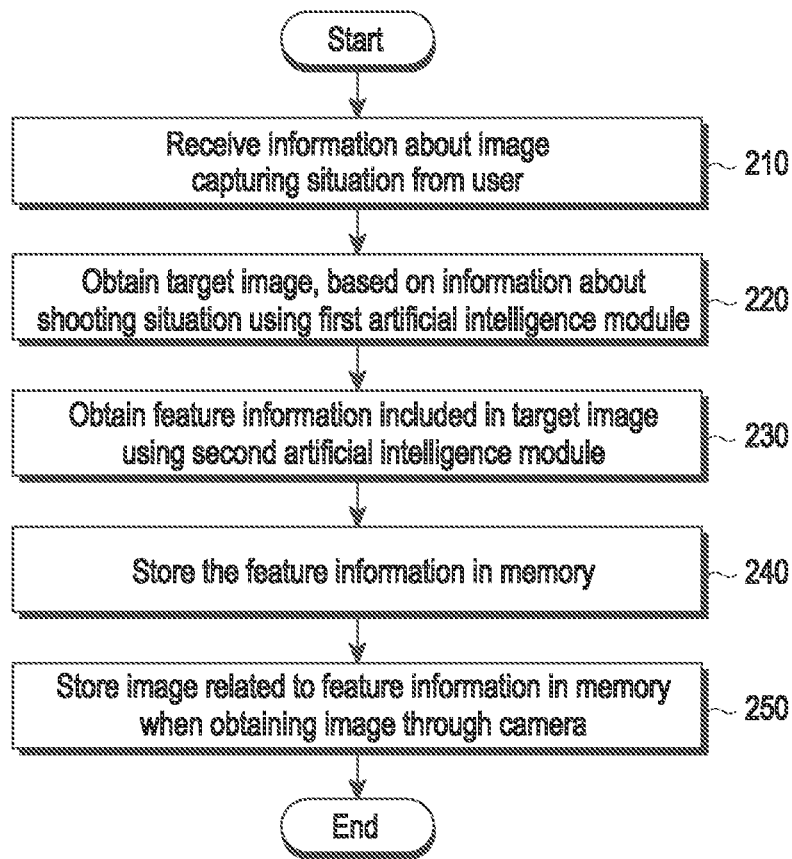 Start
Receive information about image
capturing situation from user
210
Obtain target image, based on information about
shooting situation using first artificial intelligence module
220
Obtain feature information included in target image
using second artificial intelligence module
230
Store the feature information in memory
240
Store image related to feature information in memory
when obtaining image through camera
250
End